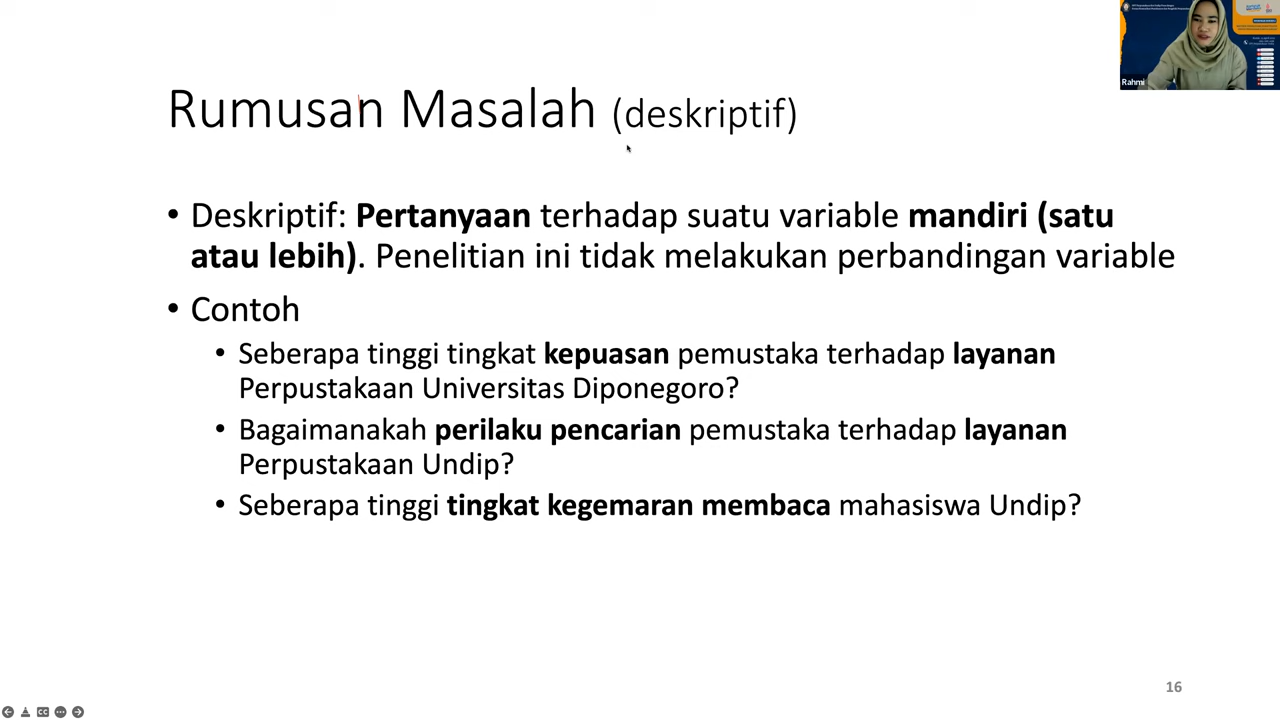 Rumusan Masalah (deskriptif)
• Deskriptif: Pertanyaan terhadap suatu variable mandiri (satu
atau lebih). Penelitian ini tidak melakukan perbandingan variable
• Contoh
• Seberapa tinggi tingkat kepuasan pemustaka terhadap layanan
Perpustakaan Universitas Diponegoro?
• Bagaimanakah perilaku pencarian pemustaka terhadap layanan
Perpustakaan Undip?
• Seberapa tinggi tingkat kegemaran membaca mahasiswa Undip?
16
Rahmi
CC